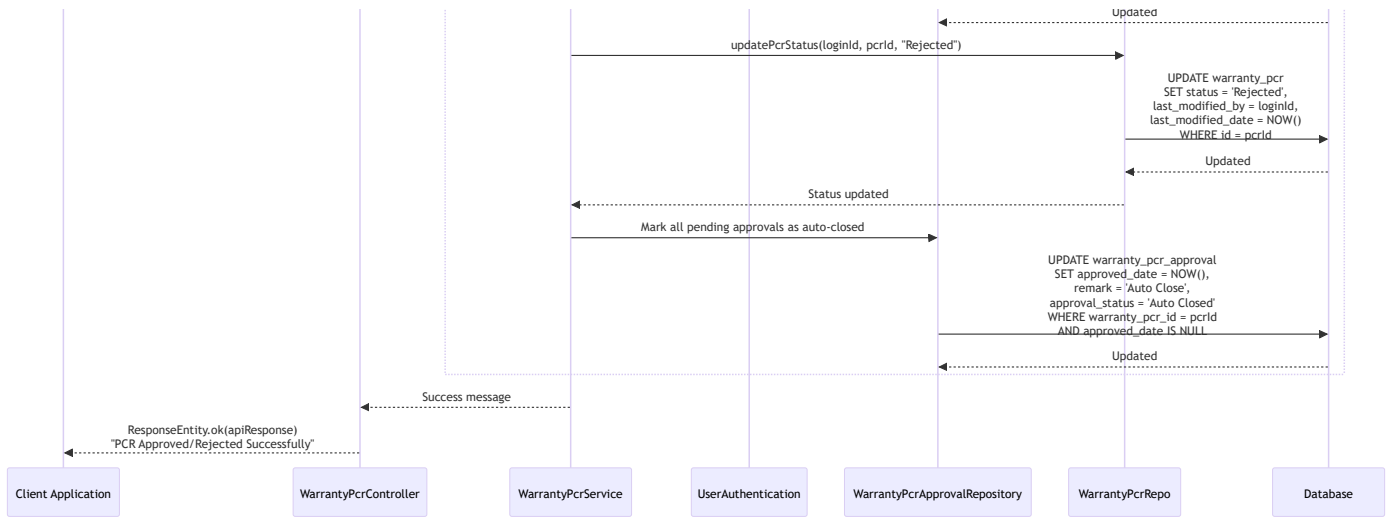 Updated
updatePcrStatus(loginId, pcrId, "Rejected")
UPDATE warranty_pcr
SET status = 'Rejected',
last_modified_by = loginId,
last_modified_date = NOW()
WHERE id = pcrId
Updated
Status updated
Mark all pending approvals as auto-closed
UPDATE warranty_pcr_approval
SET approved_date = NOW(),
remark = 'Auto Close',
approval_status = 'Auto Closed'
WHERE warranty_pcr_id = pcrId
AND approved_date IS NULL
Updated
Success message
ResponseEntity.ok(apiResponse)
"PCR Approved/Rejected Successfully"
Client Application
WarrantyPcrController
WarrantyPcrService
UserAuthentication
WarrantyPcrApprovalRepository
WarrantyPcrRepo
Database